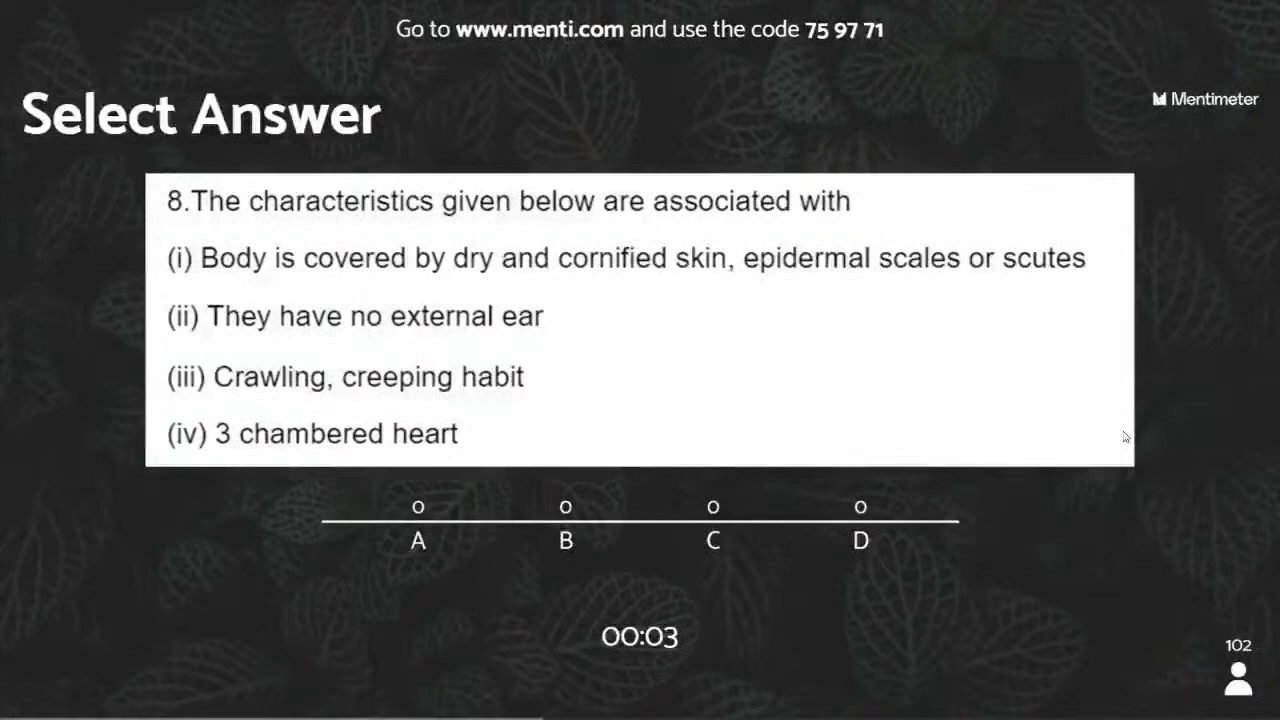 Go to www.menti.com and use the code 75 97 71
Select Answer
Mentimeter
8.The characteristics given below are associated with
(i) Body is covered by dry and cornified skin, epidermal scales or scutes
(ii) They have no external ear
(iii) Crawling, creeping habit
(iv) 3 chambered heart
0 0 0 0
A B C D
00:03
102